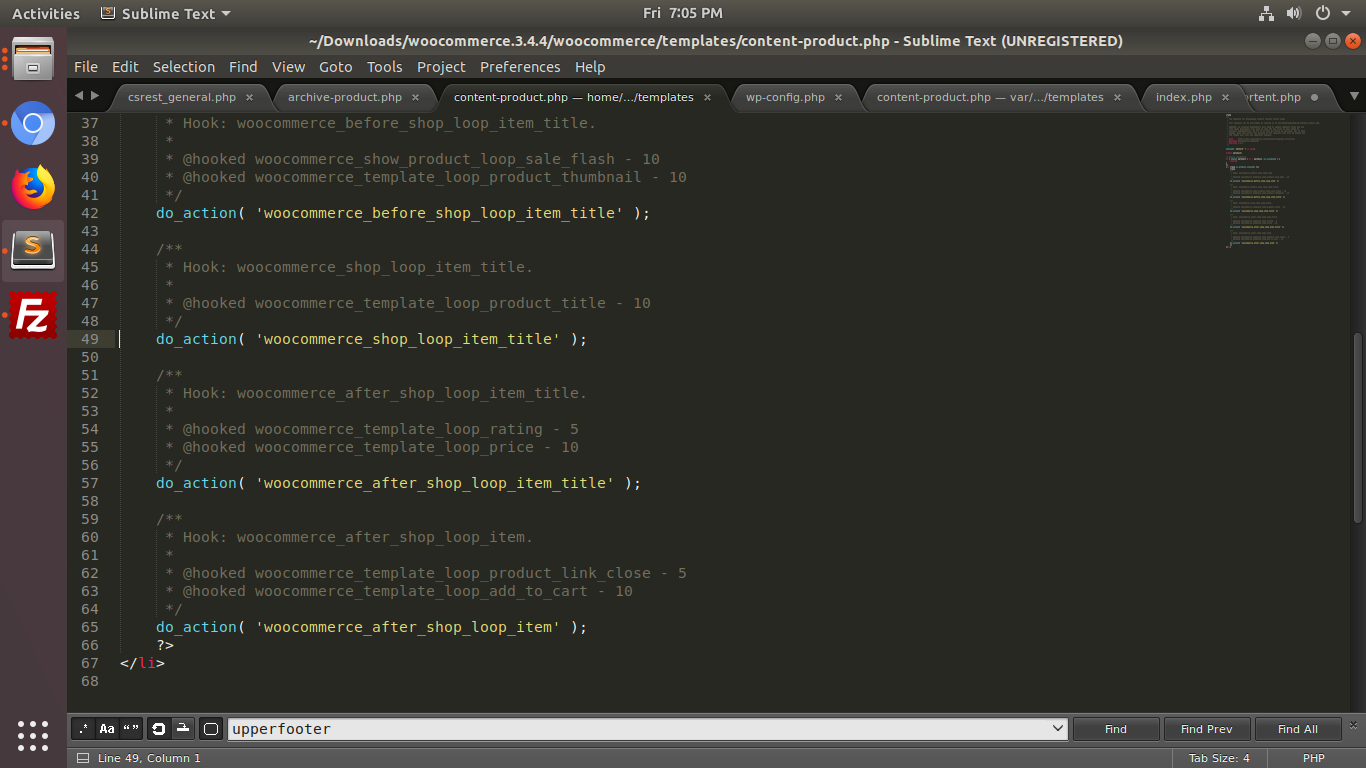 Activities Sublime Text Fri 7:05 PM
~/Downloads/woocommerce.3.4.4/woocommerce/templates/content-product.php - Sublime Text (UNREGISTERED)
File Edit Selection Find View Goto Tools Project Preferences Help
csrest_general.php × archive-product.php × content-product.php — home/.../templates × wp-config.php × content-product.php — var/.../templates × index.php × rtent.php
37 * Hook: woocommerce_before_shop_loop_item_title.
38 *
39 * @hooked woocommerce_show_product_loop_sale_flash - 10
40 * @hooked woocommerce_template_loop_product_thumbnail - 10
41 */
42 do_action( 'woocommerce_before_shop_loop_item_title' );
43
44 /**
45 * Hook: woocommerce_shop_loop_item_title.
46 *
47 * @hooked woocommerce_template_loop_product_title - 10
48 */
49 do_action( 'woocommerce_shop_loop_item_title' );
50
51 /**
52 * Hook: woocommerce_after_shop_loop_item_title.
53 *
54 * @hooked woocommerce_template_loop_rating - 5
55 * @hooked woocommerce_template_loop_price - 10
56 */
57 do_action( 'woocommerce_after_shop_loop_item_title' );
58
59 /**
60 * Hook: woocommerce_after_shop_loop_item.
61 *
62 * @hooked woocommerce_template_loop_product_link_close - 5
63 * @hooked woocommerce_template_loop_add_to_cart - 10
64 */
65 do_action( 'woocommerce_after_shop_loop_item' );
66 ?>
67 </li>
68
.* Aa “” upperfooter Find Find Prev Find All
Line 49, Column 1 Tab Size: 4 PHP